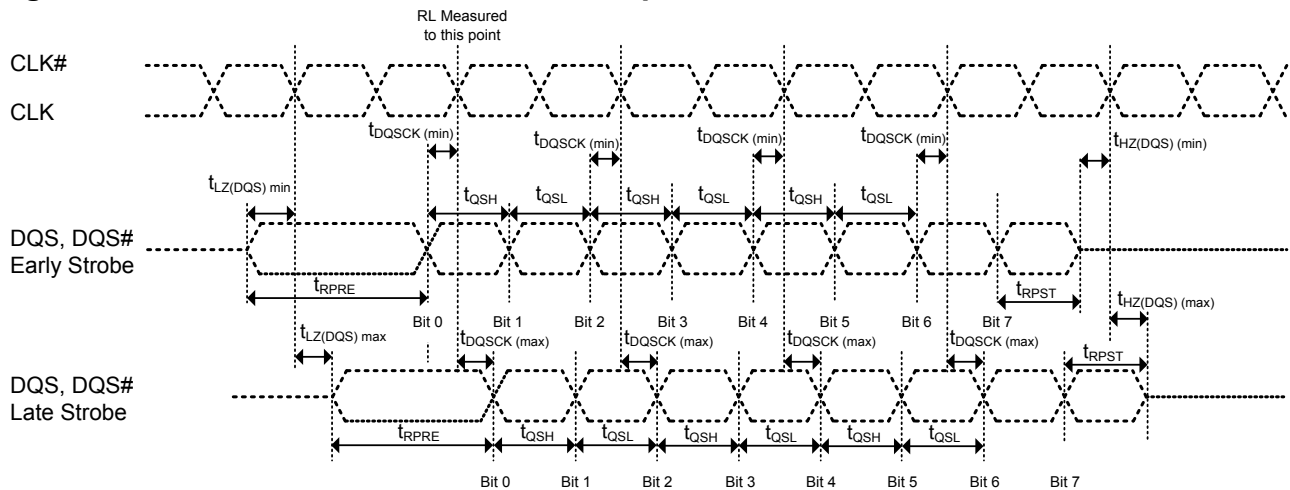 RL Measured
to this point
CLK#
CLK
tDQSCK (min) tDQSCK (min) tDQSCK (min) tDQSCK (min) tHZ(DQS) (min)
tLZ(DQS) min
tQSH tQSL tQSH tQSL tQSH tQSL
DQS, DQS#
Early Strobe
tRPRE tRPST
tHZ(DQS) (max)
Bit 0 Bit 1 Bit 2 Bit 3 Bit 4 Bit 5 Bit 6 Bit 7
tLZ(DQS) max tDQSCK (max) tDQSCK (max) tDQSCK (max) tDQSCK (max)
tRPST
DQS, DQS#
Late Strobe
tRPRE tQSH tQSL tQSH tQSL tQSH tQSL
Bit 0 Bit 1 Bit 2 Bit 3 Bit 4 Bit 5 Bit 6 Bit 7